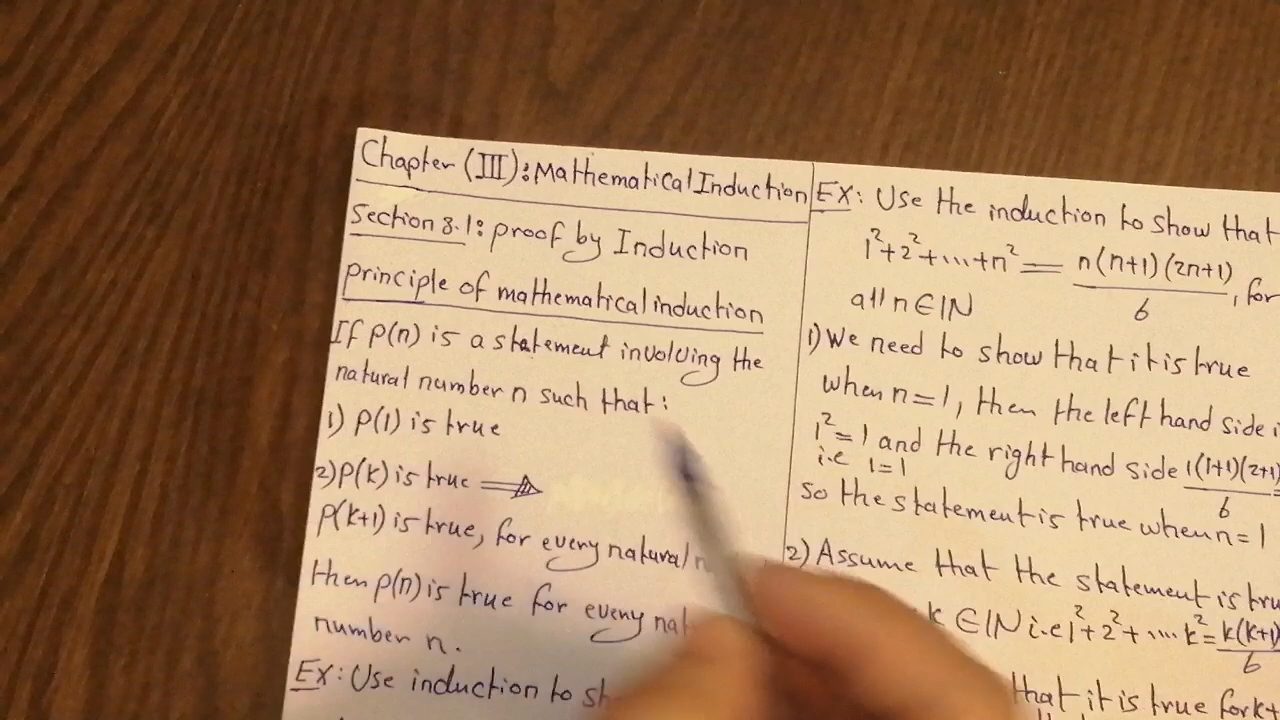 Chapter (III): Mathematical Induction
Section 3.1: proof by Induction
principle of mathematical induction
If P(n) is a statement involving the
natural number n such that:
1) P(1) is true
2) P(k) is true ⇒
P(k+1) is true, for every natural
then p(n) is true for every
number n.
Ex: Use induction to
EX: Use the induction to show that
1²+2²+...+n² = n(n+1)(2n+1)/6, for
all n∈ℕ
1) We need to show that it is true
when n=1, then the left hand side
1²=1 and the right hand side 1(1+1)(2+1)/6 =
i.e 1=1
so the statement is true when n=1
2) Assume that the statement is
k∈ℕ i.e 1²+2²+....k² = k(k+1)/6
that it is true for k+